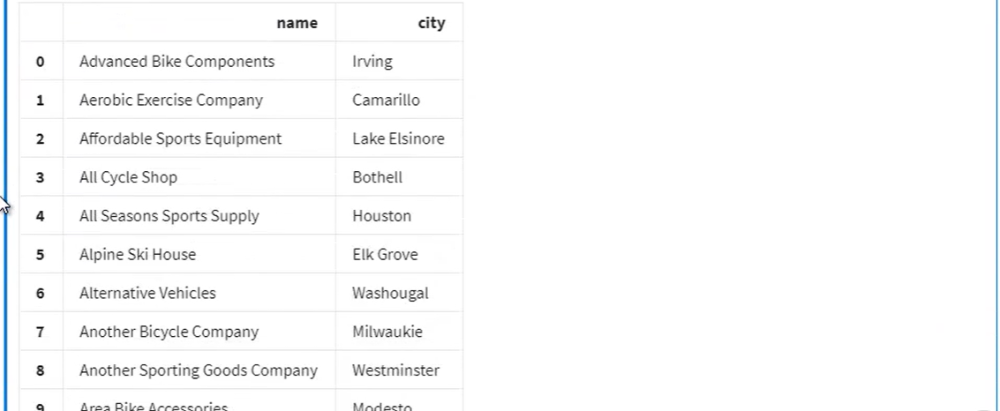 name city
0 Advanced Bike Components Irving
1 Aerobic Exercise Company Camarillo
2 Affordable Sports Equipment Lake Elsinore
3 All Cycle Shop Bothell
4 All Seasons Sports Supply Houston
5 Alpine Ski House Elk Grove
6 Alternative Vehicles Washougal
7 Another Bicycle Company Milwaukie
8 Another Sporting Goods Company Westminster
9 Area Bike Accessories Modesto